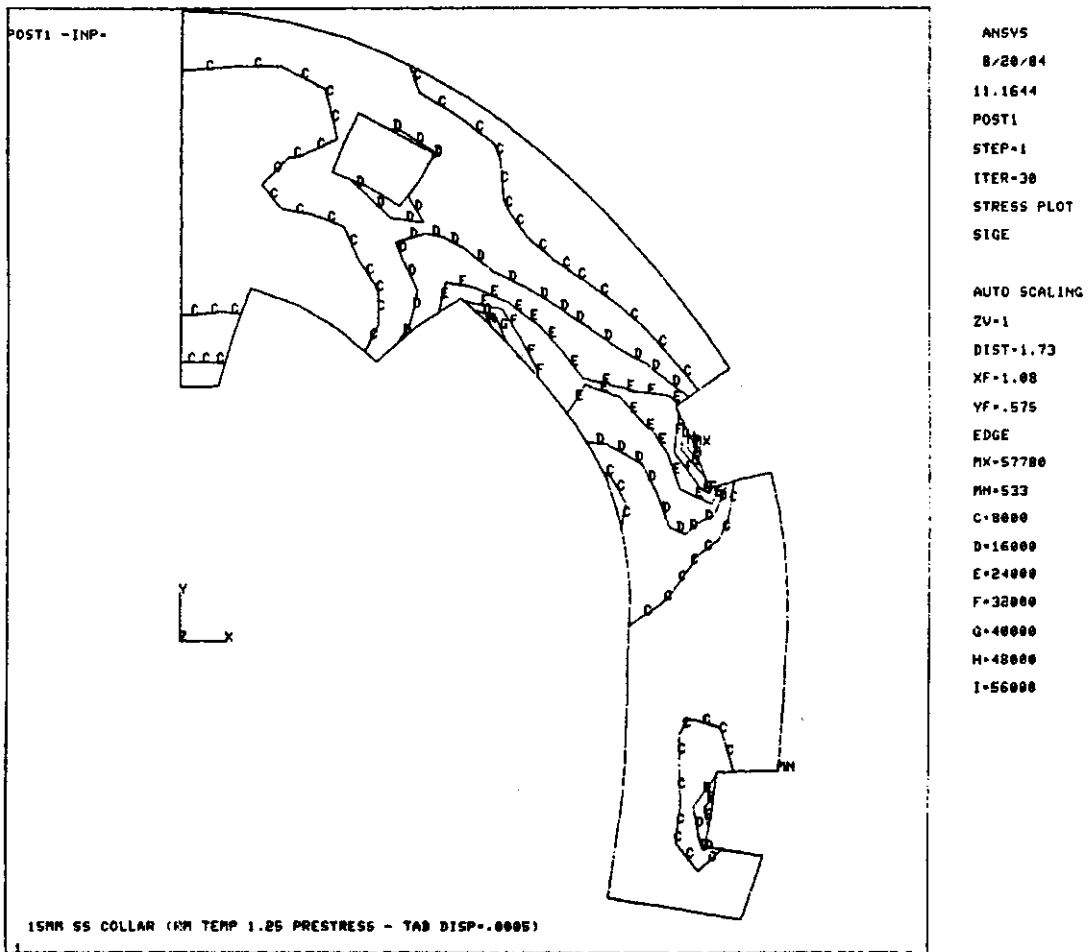 POST1 -INP-
ANSYS
8/20/84
11.1644
POST1
STEP=1
ITER=30
STRESS PLOT
SIGE
AUTO SCALING
ZV=1
DIST=1.73
XF=1.08
YF=.575
EDGE
MX=57780
MN=533
C=8000
D=16000
E=24000
F=32000
G=40000
H=48000
I=56000
MX
Y
Z X
MN
15MM SS COLLAR (RM TEMP 1.25 PRESTRESS - TAB DISP=.0005)
1